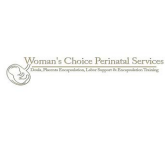 Woman's Choice Perinatal Services
Doula, Placenta Encapsulation, Labor Support & Encapsulation Training